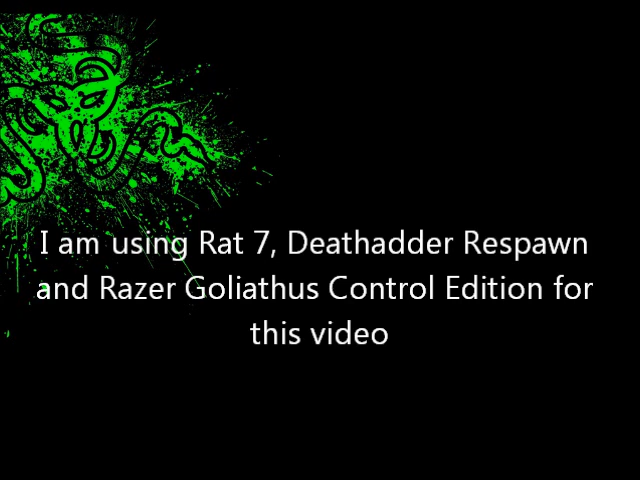 I am using Rat 7, Deathadder Respawn
and Razer Goliathus Control Edition for
this video